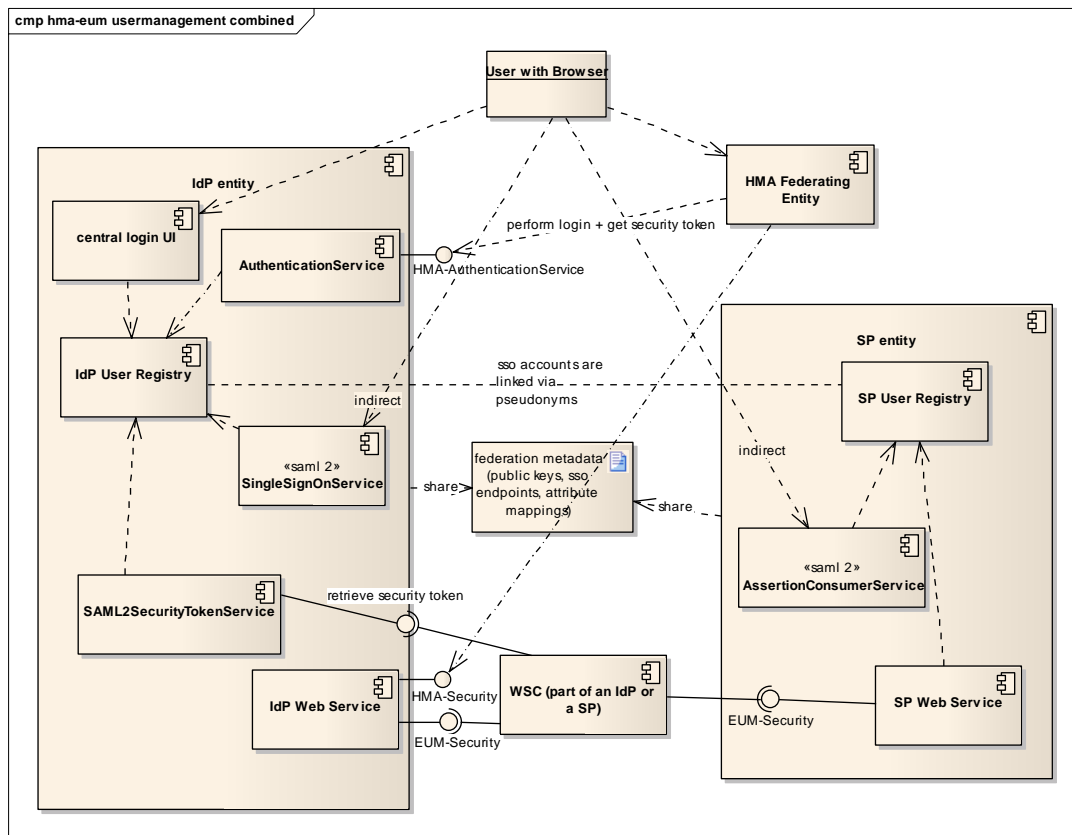 cmp hma-eum usermanagement combined
User with Browser
IdP entity
HMA Federating
Entity
central login UI
perform login + get security token
AuthenticationService
HMA-AuthenticationService
SP entity
IdP User Registry
sso accounts are
linked via
pseudonyms
SP User Registry
indirect
«saml 2»
SingleSignOnService
federation metadata
(public keys, sso
endpoints, attribute
mappings)
indirect
share
share
«saml 2»
AssertionConsumerService
SAML2SecurityTokenService
retrieve security token
IdP Web Service
HMA-Security
WSC (part of an IdP or
a SP)
SP Web Service
EUM-Security
EUM-Security